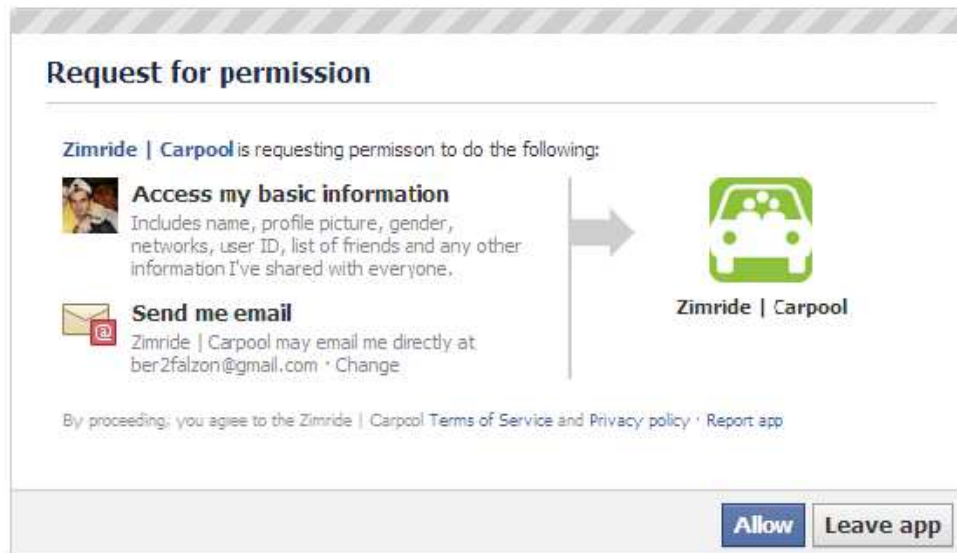 Request for permission
Zimride | Carpool is requesting permisson to do the following:
Access my basic information
Includes name, profile picture, gender,
networks, user ID, list of friends and any other
information I've shared with everyone.
Send me email
Zimride | Carpool may email me directly at
ber2falzon@gmail.com · Change
Zimride | Carpool
By proceeding, you agree to the Zimride | Carpool Terms of Service and Privacy policy · Report app
Allow
Leave app